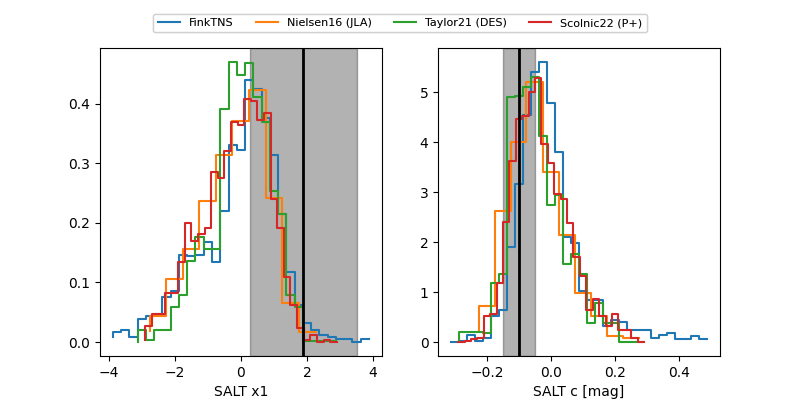 FinkTNS Nielsen16 (JLA) Taylor21 (DES) Scolnic22 (P+)
0.4
0.3
0.2
0.1
0.0
−4 −2 0 2 4
SALT x1
5
4
3
2
1
0
−0.2 0.0 0.2 0.4
SALT c [mag]